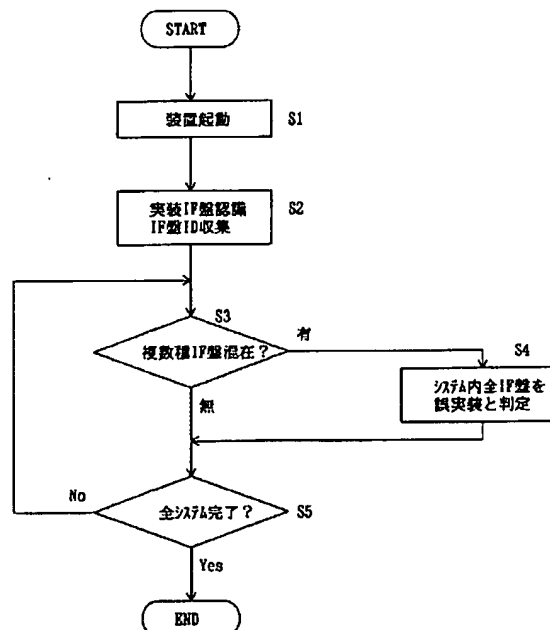 START
装置起動
S1
実装IF盤認識
IF盤ID収集
S2
S3
複数種IF盤混在?
有
S4
システム内全IF盤を
誤実装と判定
無
No
全システム完了?
S5
Yes
END